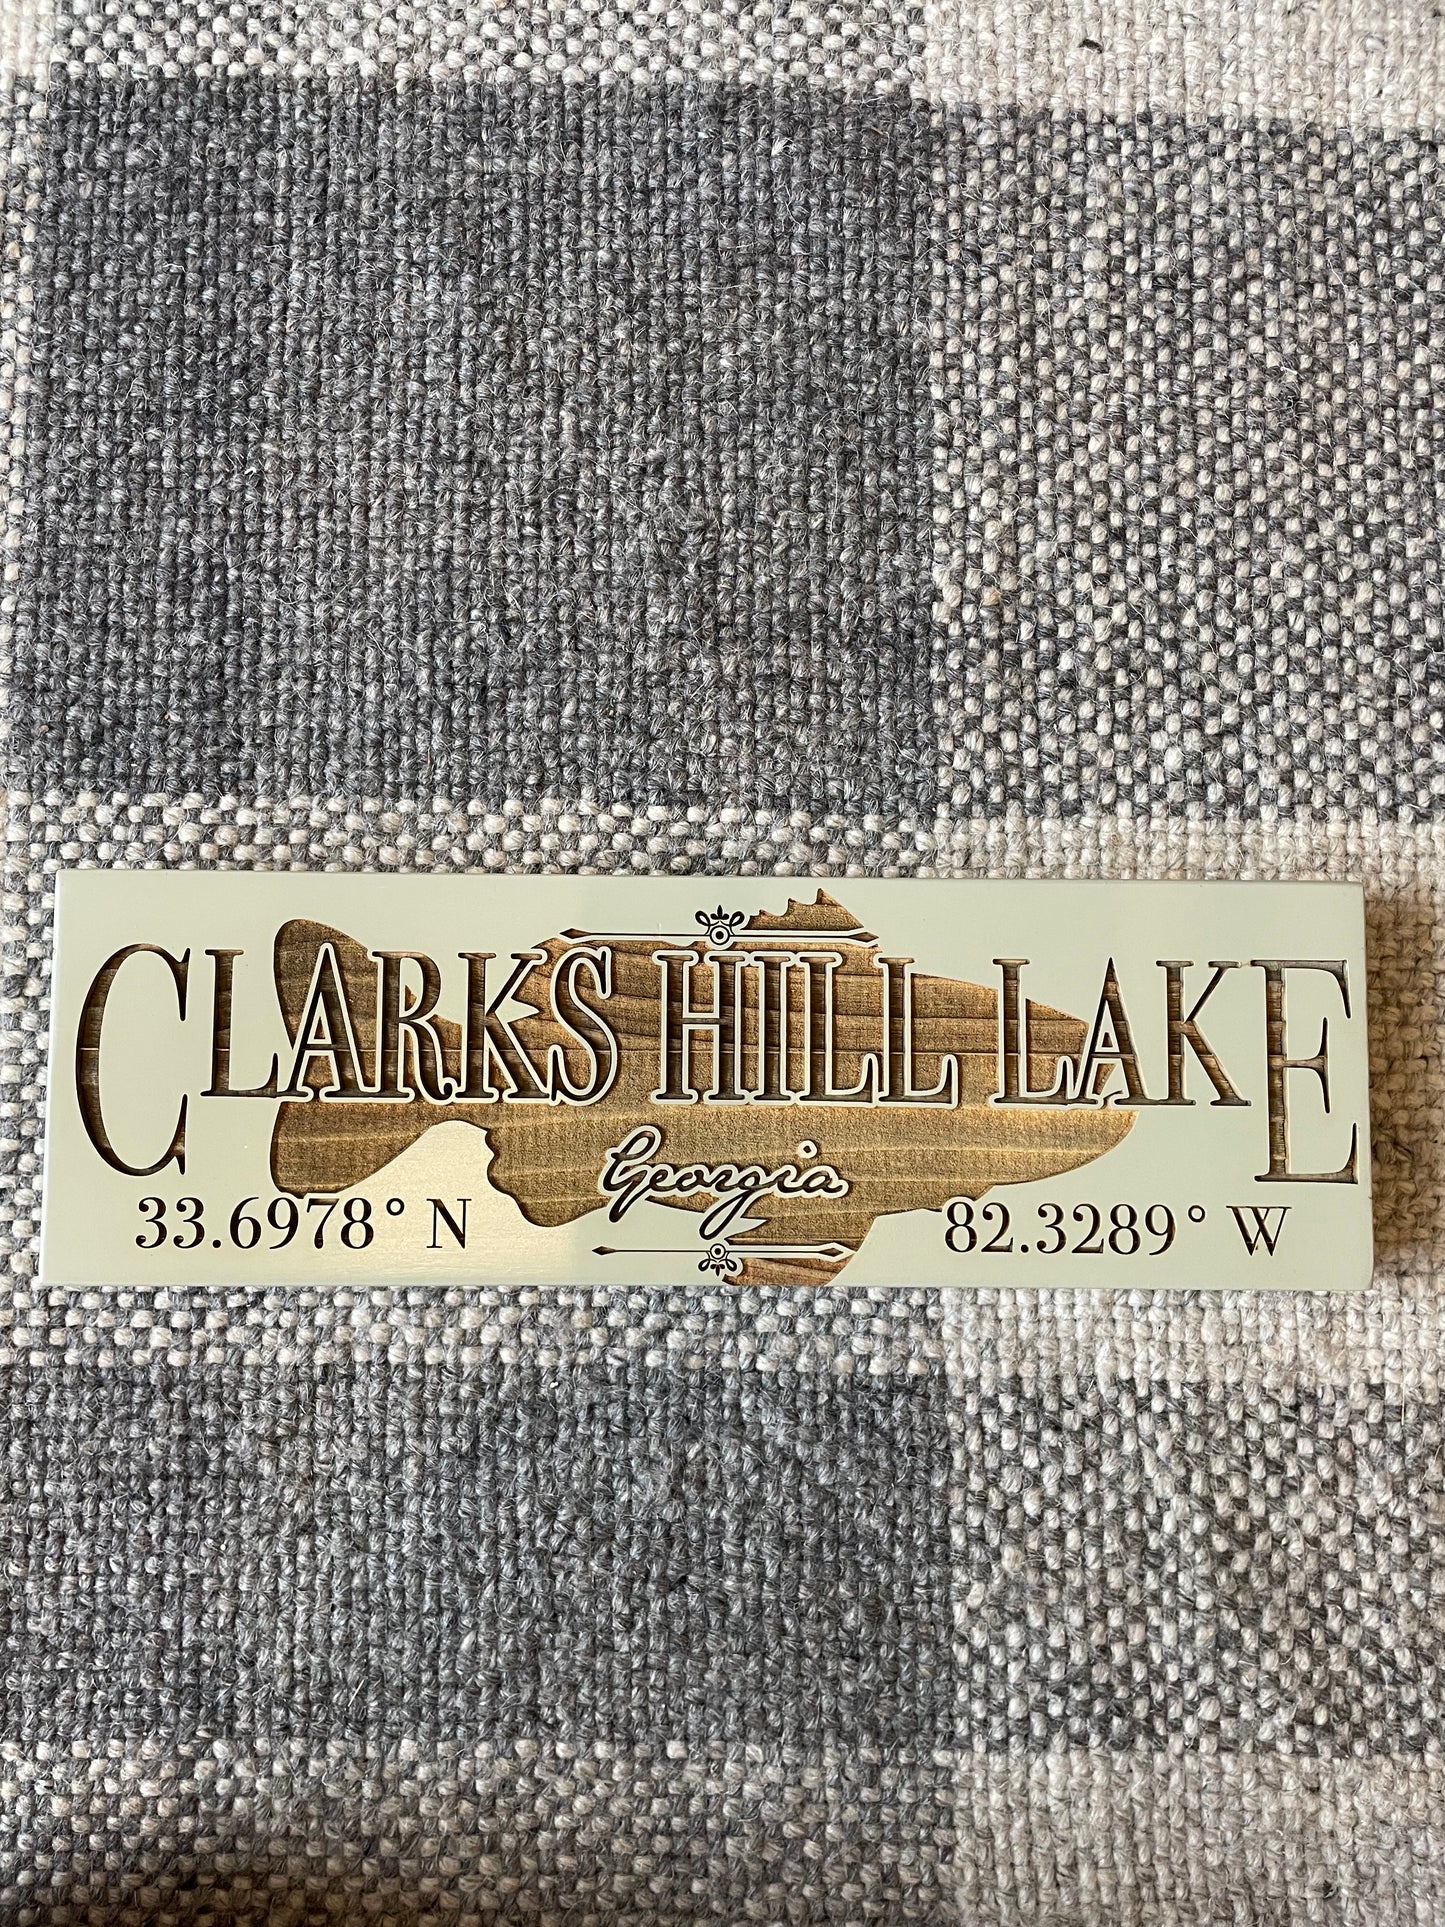 CLARKS HILL LAKE
Georgia
33.6978° N 82.3289° W